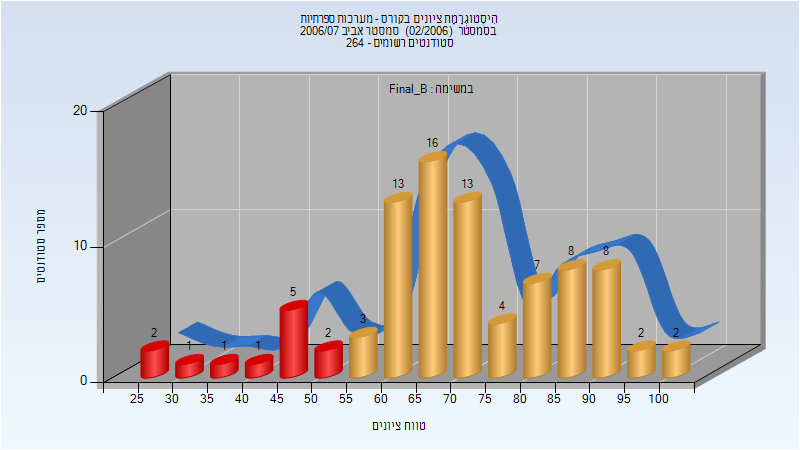 היסטוגרמת ציונים בקורס - מערכות ספרתיות
בסמסטר (02/2006) סמסטר אביב 2006/07
סטודנטים רשומים - 264
במשימה : Final_B
מספר סטודנטים
20
10
0
2 1 1 1 5 2 3 13 16 13 4 7 8 8 2 2
25 30 35 40 45 50 55 60 65 70 75 80 85 90 95 100
טווח ציונים